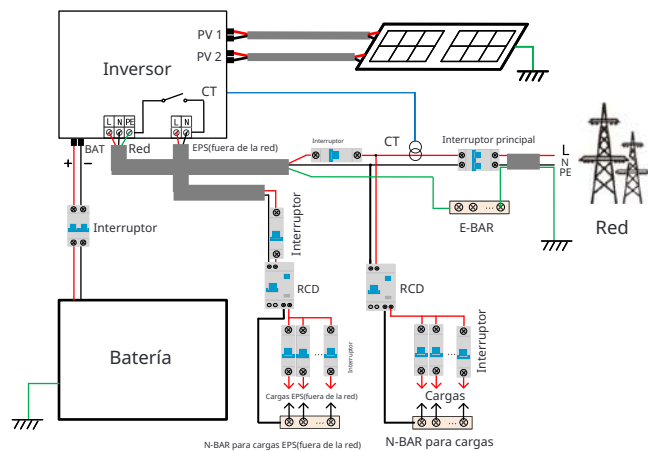 PV 1
PV 2
Inversor
CT
L N PE
L N
BAT
Red
EPS(fuera de la red)
+ −
Interruptor
CT
Interruptor principal
L
N
PE
E-BAR
Red
Interruptor
Interruptor
RCD
RCD
Batería
Interruptor
Interruptor
Cargas EPS(fuera de la red)
Cargas
N-BAR para cargas EPS(fuera de la red)
N-BAR para cargas